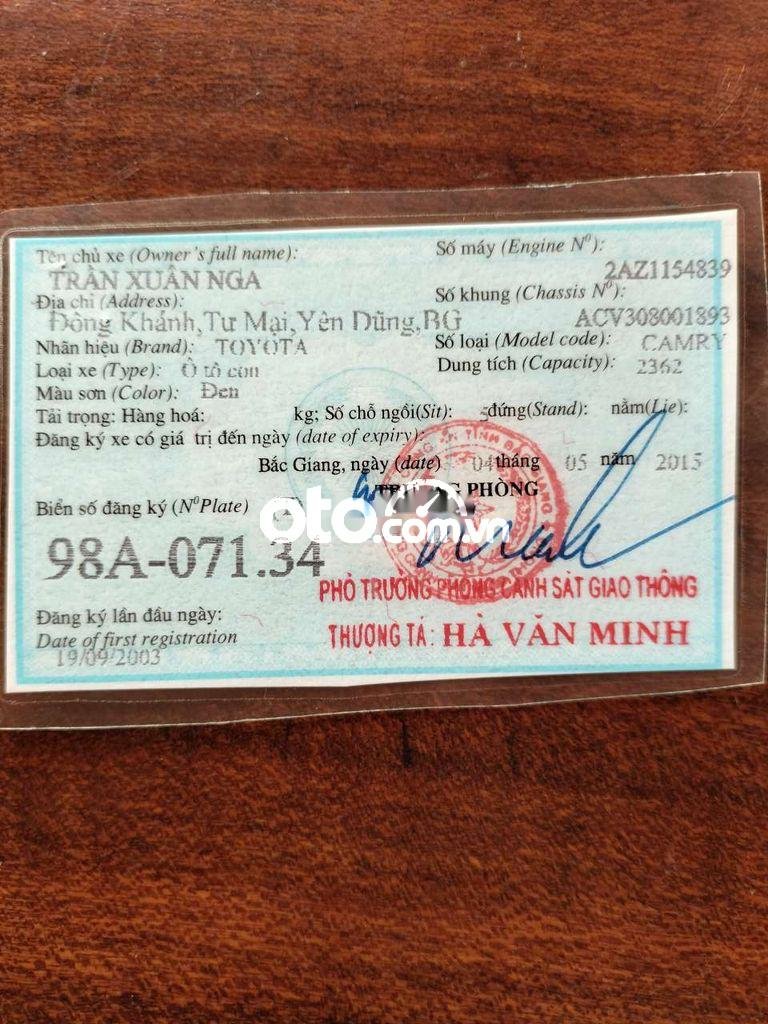 Tên chủ xe (Owner's full name):
TRẦN XUÂN NGA
Địa chỉ (Address):
Đông Khánh,Tư Mại,Yên Dũng,BG
Nhãn hiệu (Brand): TOYOTA
Loại xe (Type): Ô tô con
Màu sơn (Color): Đen
Số máy (Engine N°):
2AZ1154839
Số khung (Chassis N°):
ACV308001893
Số loại (Model code): CAMRY
Dung tích (Capacity): 2362
Tải trọng: Hàng hoá: kg; Số chỗ ngồi(Sit): 5 đứng(Stand): nằm(Lie):
Đăng ký xe có giá trị đến ngày (date of expiry):
Bắc Giang, ngày (date) 04 tháng 05 năm 2015
TRƯỞNG PHÒNG
Biển số đăng ký (N°Plate)
oto.com.vn
98A-071.34
PHÓ TRƯỞNG PHÒNG CẢNH SÁT GIAO THÔNG
THƯỢNG TÁ: HÀ VĂN MINH
Đăng ký lần đầu ngày:
Date of first registration
19/09/2003